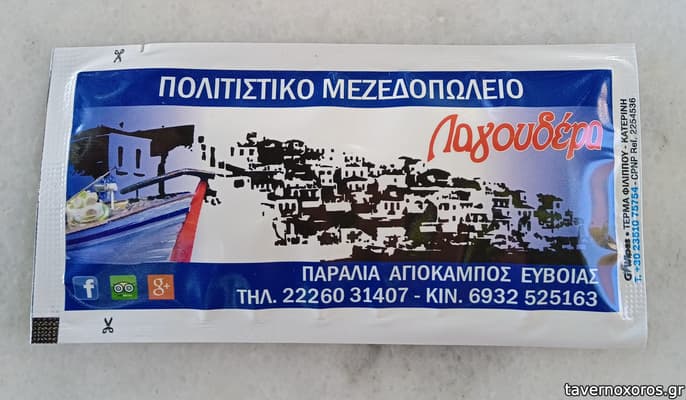 ΠΟΛΙΤΙΣΤΙΚΟ ΜΕΖΕΔΟΠΩΛΕΙΟ
Λαγουδέρα
ΠΑΡΑΛΙΑ ΑΓΙΟΚΑΜΠΟΣ ΕΥΒΟΙΑΣ
ΤΗΛ. 22260 31407 - ΚΙΝ. 6932 525163
f
g+
GrWipes • ΤΕΡΜΑ ΦΙΛΙΠΠΟΥ - ΚΑΤΕΡΙΝΗ
T. +30 23510 75754 - CPNP Ref. 2254536
tavernoxoros.gr